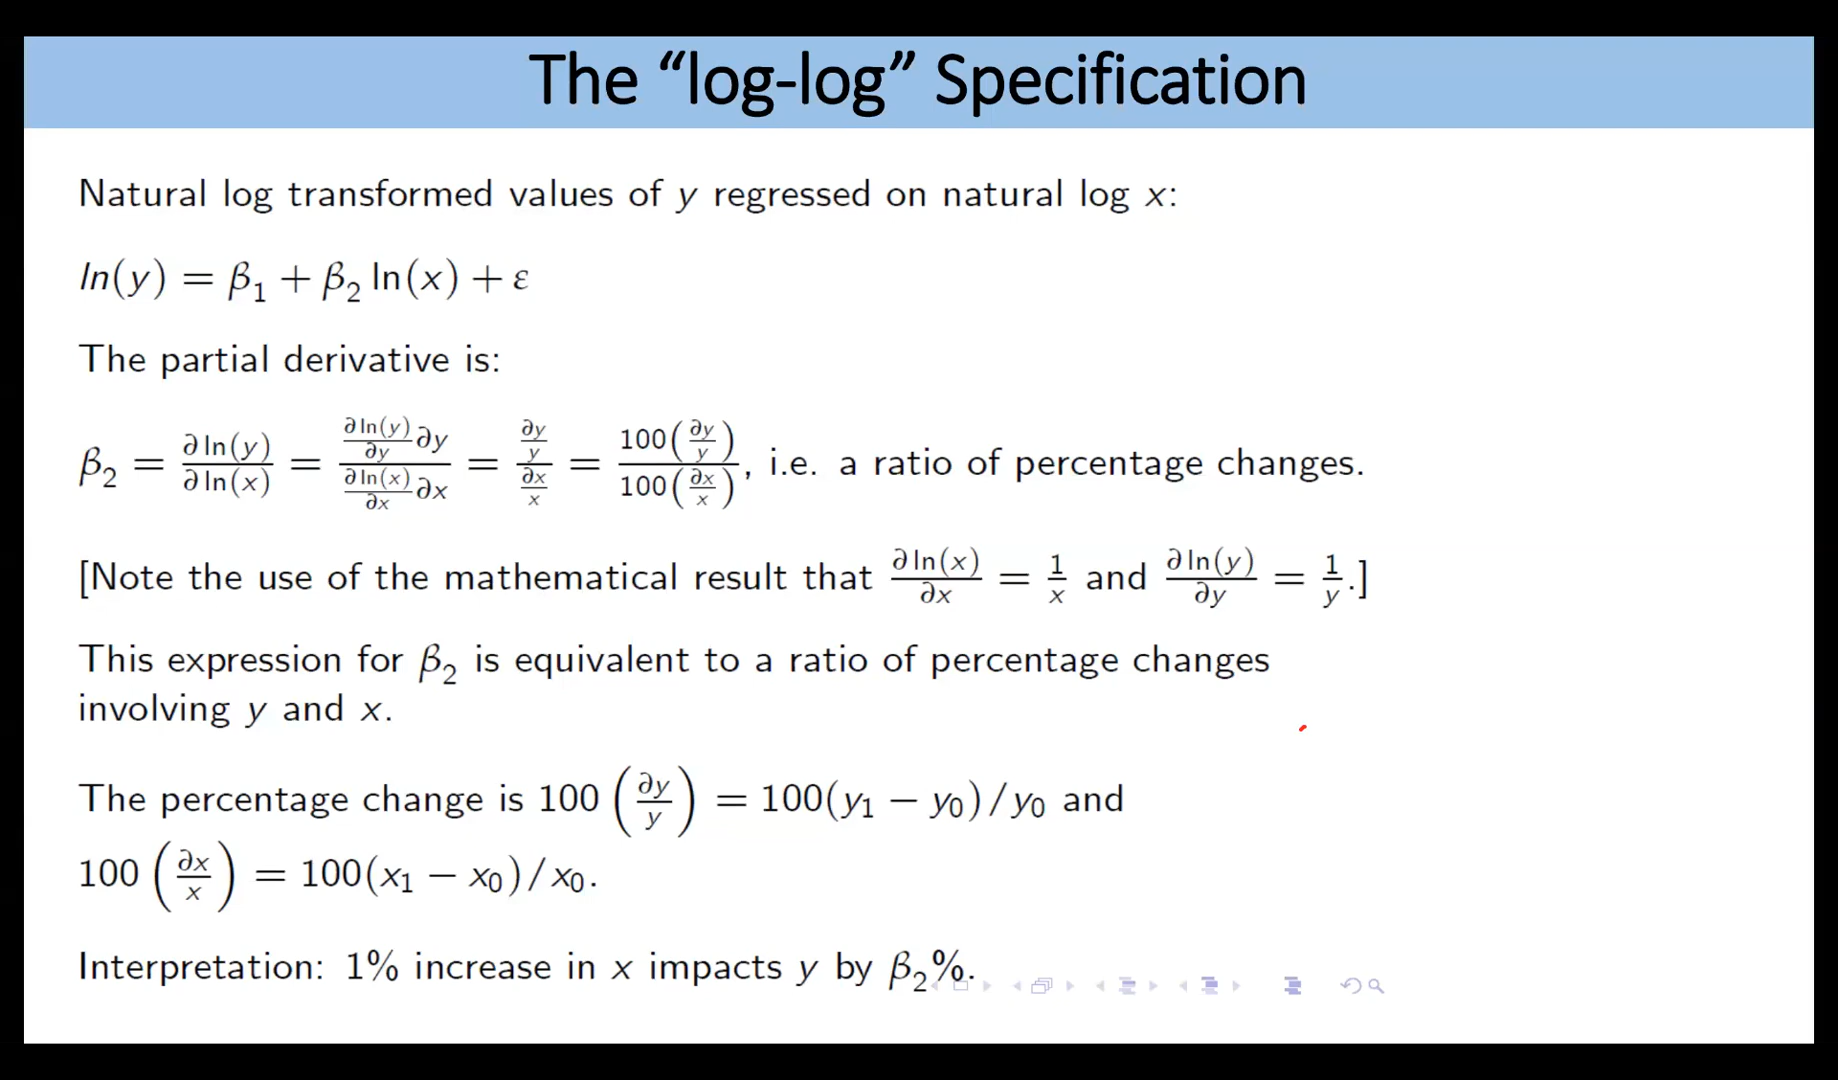 The “log-log” Specification
Natural log transformed values of y regressed on natural log x:
ln(y) = β₁ + β₂ ln(x) + ε
The partial derivative is:
β₂ = ∂ ln(y)/∂ ln(x) = (∂ ln(y)/∂y ∂y)/(∂ ln(x)/∂x ∂x) = (∂y/y)/(∂x/x) = 100(∂y/y)/100(∂x/x), i.e. a ratio of percentage changes.
[Note the use of the mathematical result that ∂ ln(x)/∂x = 1/x and ∂ ln(y)/∂y = 1/y.]
This expression for β₂ is equivalent to a ratio of percentage changes
involving y and x.
The percentage change is 100 (∂y/y) = 100(y₁ − y₀)/y₀ and
100 (∂x/x) = 100(x₁ − x₀)/x₀.
Interpretation: 1% increase in x impacts y by β₂%.